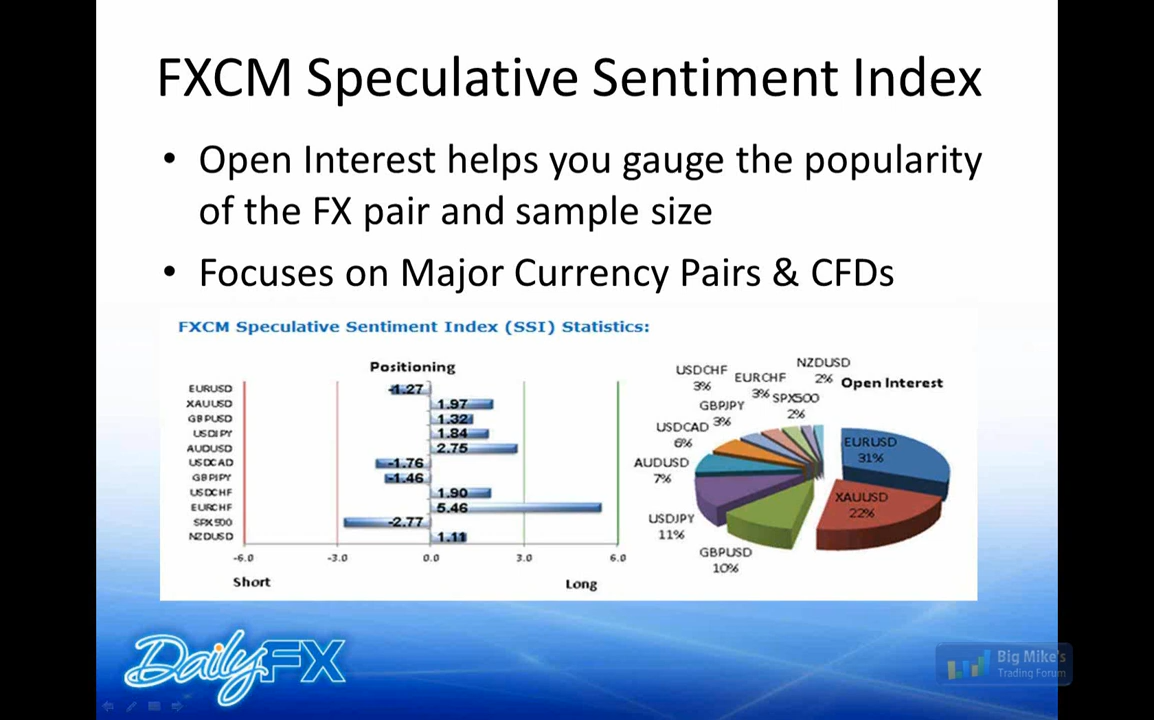 FXCM Speculative Sentiment Index
• Open Interest helps you gauge the popularity
of the FX pair and sample size
• Focuses on Major Currency Pairs & CFDs
FXCM Speculative Sentiment Index (SSI) Statistics:
Positioning
EURUSD -1.27
XAUUSD 1.97
GBPUSD 1.32
USDJPY 1.84
AUDUSD 2.75
USDCAD -1.76
GBPJPY -1.46
USDCHF 1.90
EURCHF 5.46
SPX500 -2.77
NZDUSD 1.11
-6.0 -3.0 0.0 3.0 6.0
Short Long
Open Interest
NZDUSD
2%
USDCHF
3%
EURCHF
3%
SPX500
2%
GBPJPY
3%
USDCAD
6%
AUDUSD
7%
USDJPY
11%
GBPUSD
10%
XAUUSD
22%
EURUSD
31%
DailyFX
Big Mike's
Trading Forum